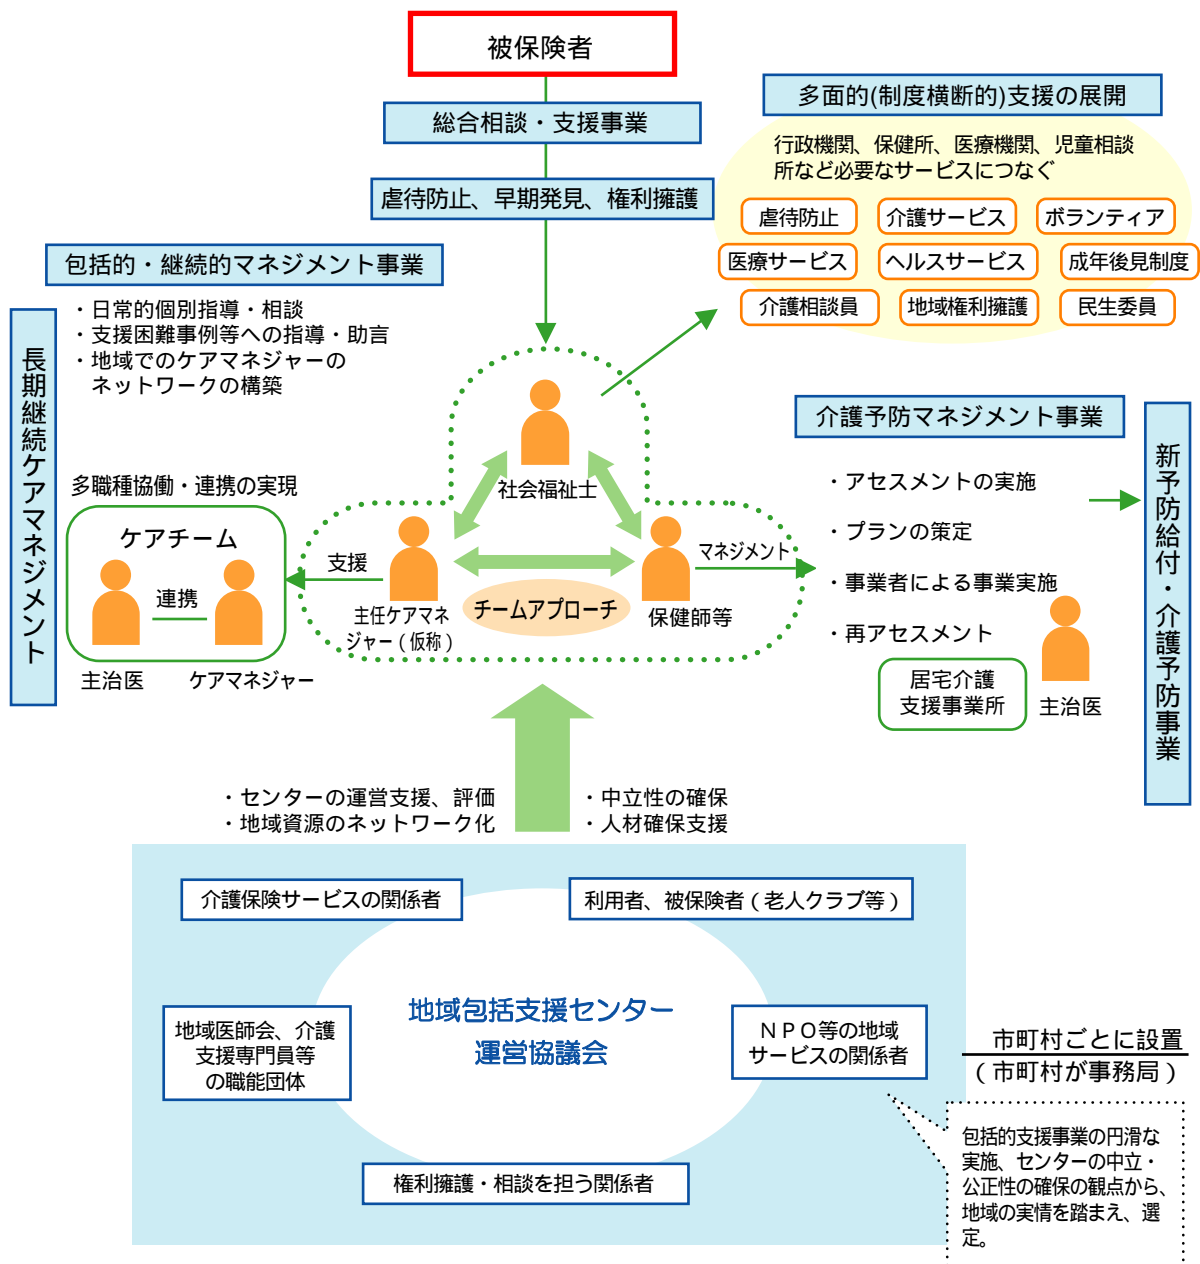 被保険者
総合相談・支援事業
虐待防止、早期発見、権利擁護
多面的(制度横断的)支援の展開
行政機関、保健所、医療機関、児童相談
所など必要なサービスにつなぐ
虐待防止
介護サービス
ボランティア
医療サービス
ヘルスサービス
成年後見制度
介護相談員
地域権利擁護
民生委員
包括的・継続的マネジメント事業
・日常的個別指導・相談
・支援困難事例等への指導・助言
・地域でのケアマネジャーの
ネットワークの構築
長期継続ケアマネジメント
多職種協働・連携の実現
ケアチーム
連携
主治医
ケアマネジャー
支援
社会福祉士
主任ケアマネ
ジャー（仮称）
チームアプローチ
保健師等
マネジメント
介護予防マネジメント事業
・アセスメントの実施
・プランの策定
・事業者による事業実施
・再アセスメント
居宅介護
支援事業所
主治医
新予防給付・介護予防事業
・センターの運営支援、評価
・地域資源のネットワーク化
・中立性の確保
・人材確保支援
介護保険サービスの関係者
利用者、被保険者（老人クラブ等）
地域包括支援センター
運営協議会
地域医師会、介護
支援専門員等
の職能団体
ＮＰＯ等の地域
サービスの関係者
権利擁護・相談を担う関係者
市町村ごとに設置
（市町村が事務局）
包括的支援事業の円滑な
実施、センターの中立・
公正性の確保の観点から、
地域の実情を踏まえ、選
定。